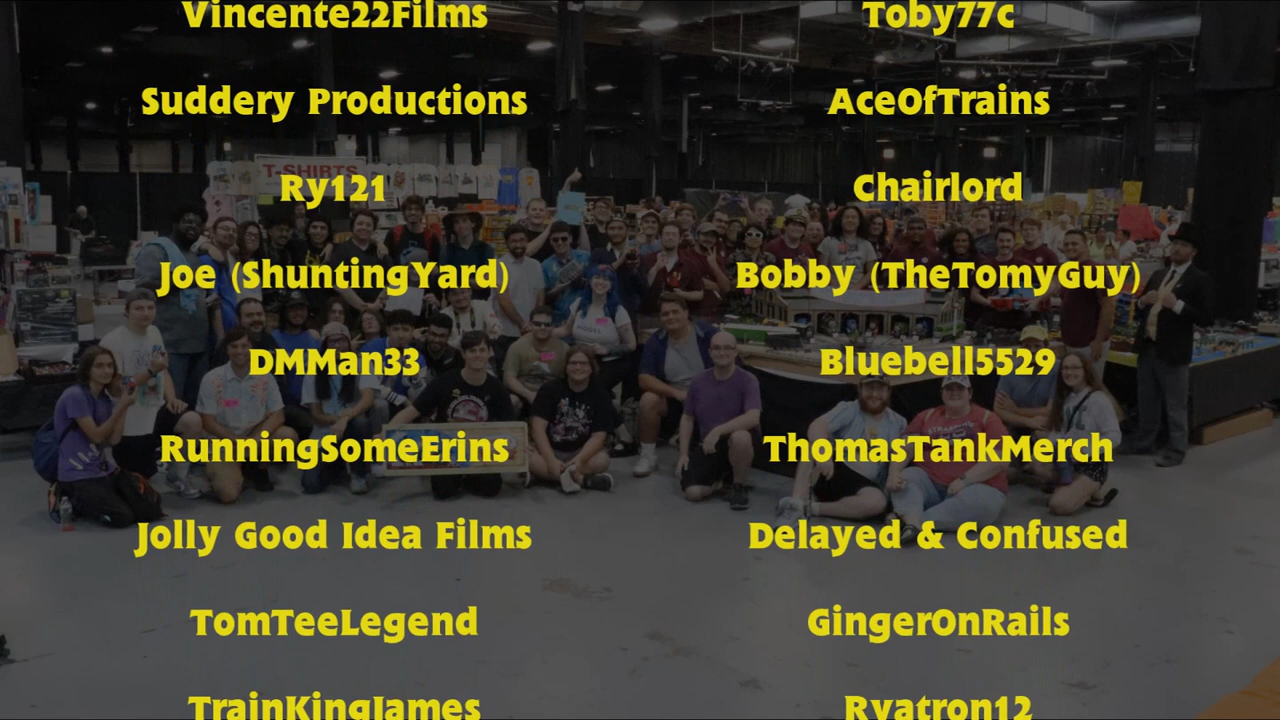 Vincente22Films Toby77c
Suddery Productions AceOfTrains
T-SHIRTS
Ry121 Chairlord
Joe (ShuntingYard) Bobby (TheTomyGuy)
DMMan33 Bluebell5529
RunningSomeErins ThomasTankMerch
Jolly Good Idea Films Delayed & Confused
TomTeeLegend GingerOnRails
TrainKingJames Ryatron12